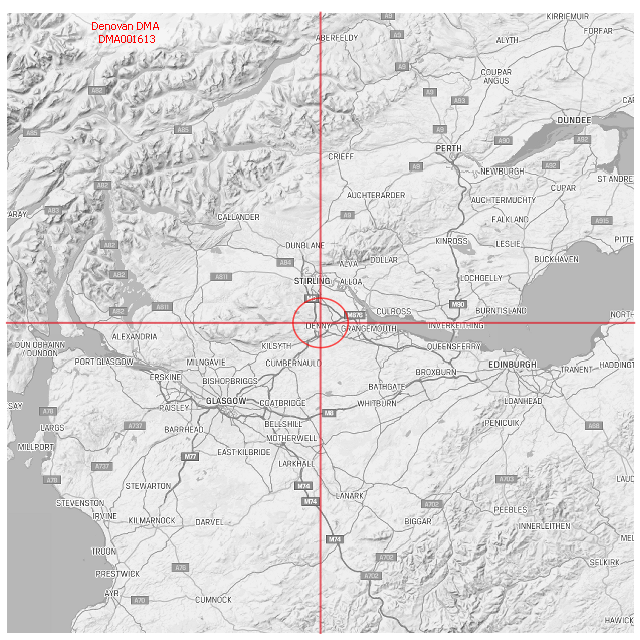 Denovan DMA
DMA001613
A9
KIRRIEMUIR
ABERFELDY
A9
ALYTH
FORFAR
A9
COUPAR
ANGUS
A82
A9
A93
DUNDEE
A85
A85
A9
A90
A92
PERTH
CRIEFF
A9
NEWBURGH
A92
ST ANDRE
A82
AUCHTERARDER
CUPAR
AUCHTERMUCHTY
ARAY
A83
CALLANDER
A9
FALKLAND
A915
A82
DUNBLANE
KINROSS
LESLIE
PITTE
A84
ALVA
DOLLAR
BUCKHAVEN
A82
A811
STIRLING
ALLOA
LOCHGELLY
A82
A811
M90
CULROSS
BURNTISLAND
M876
NORTH
DENNY
GRANGEMOUTH
INVERKEITHING
ALEXANDRIA
DUN OBHAINN
/ DUNOON
KILSYTH
QUEENSFERRY
PORT GLASGOW
MILNGAVIE
CUMBERNAULD
EDINBURGH
HADDINGT
ERSKINE
BISHOPBRIGGS
BROXBURN
TRANENT
BATHGATE
PAISLEY
GLASGOW
COATBRIDGE
WHITBURN
LOANHEAD
SAY
A78
M8
LARGS
A737
BARRHEAD
BELLSHILL
PENICUIK
A68
MOTHERWELL
MILLPORT
M77
EAST KILBRIDE
A737
LARKHALL
A78
STEWARTON
M74
A703
LAUD
LANARK
STEVENSTON
M74
A702
IRVINE
KILMARNOCK
DARVEL
BIGGAR
PEEBLES
INNERLEITHEN
M74
MEL
TROON
A702
SELKIRK
PRESTWICK
A76
A702
AYR
A70
CUMNOCK
HAWICK